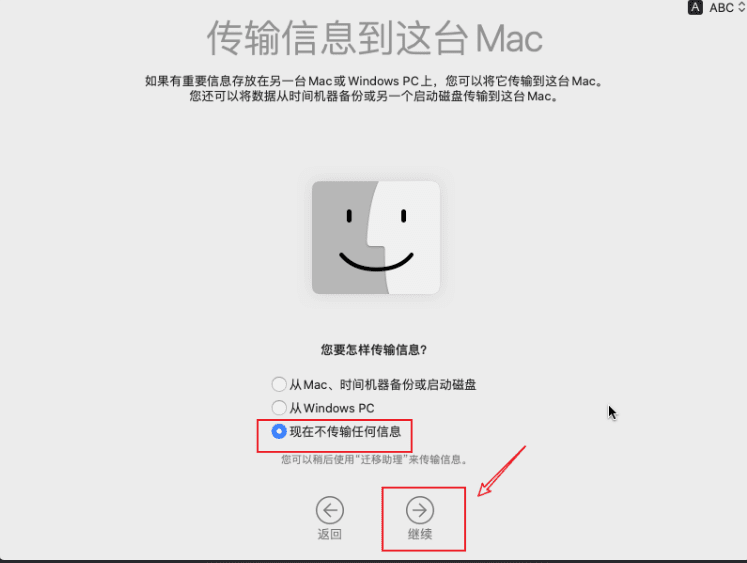 A ABC
传输信息到这台 Mac
如果有重要信息存放在另一台 Mac 或 Windows PC 上，您可以将它传输到这台 Mac。
您还可以将数据从时间机器备份或另一个启动磁盘传输到这台 Mac。
您要怎样传输信息?
从 Mac、时间机器备份或启动磁盘
从 Windows PC
现在不传输任何信息
您可以稍后使用“迁移助理”来传输信息。
返回 继续